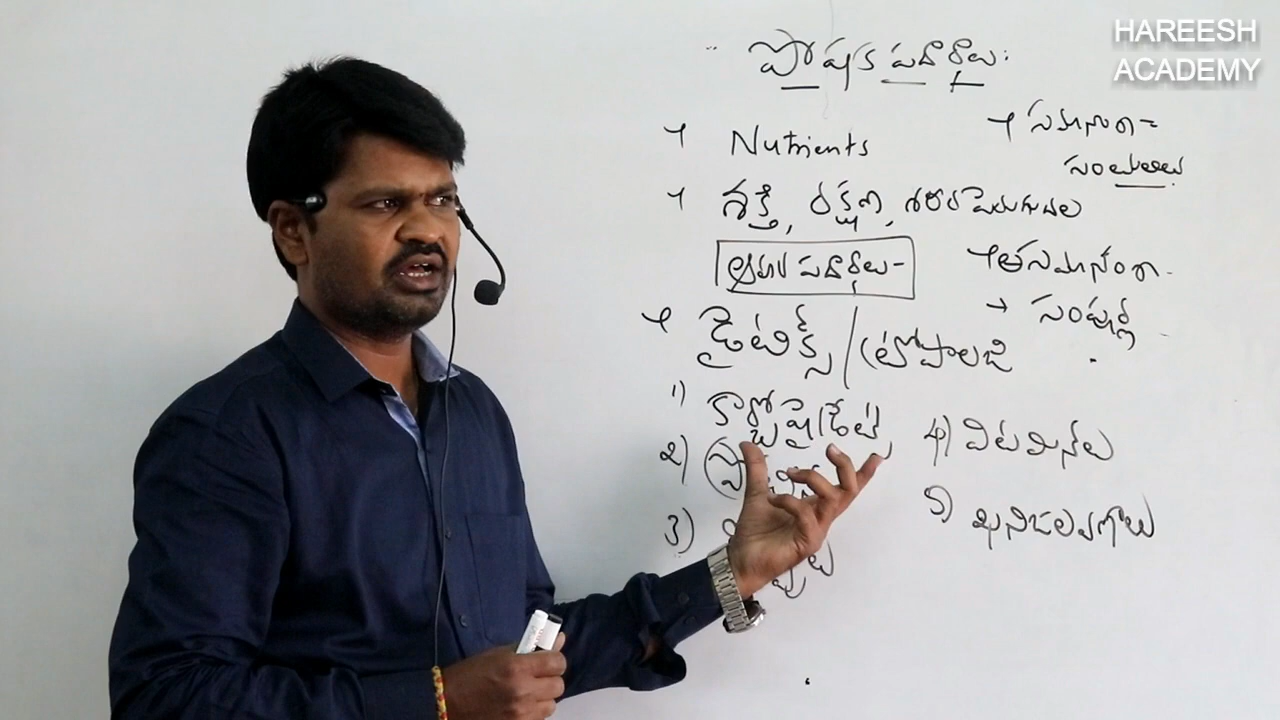 HAREESH
ACADEMY
పోషక పదార్థాలు:
Nutrients
శక్తి, రక్షణ, శరీర పెరుగుదల
ఆహార పదార్థాలు-
డైటిక్స్/
1) కార్బోహైడ్రేట్స్
2)
3)
సమానంగా-
అసమానంగా-
→ సంపూర్ణ
4) విటమిన్‌లు
5) ఖనిజలవణాలు